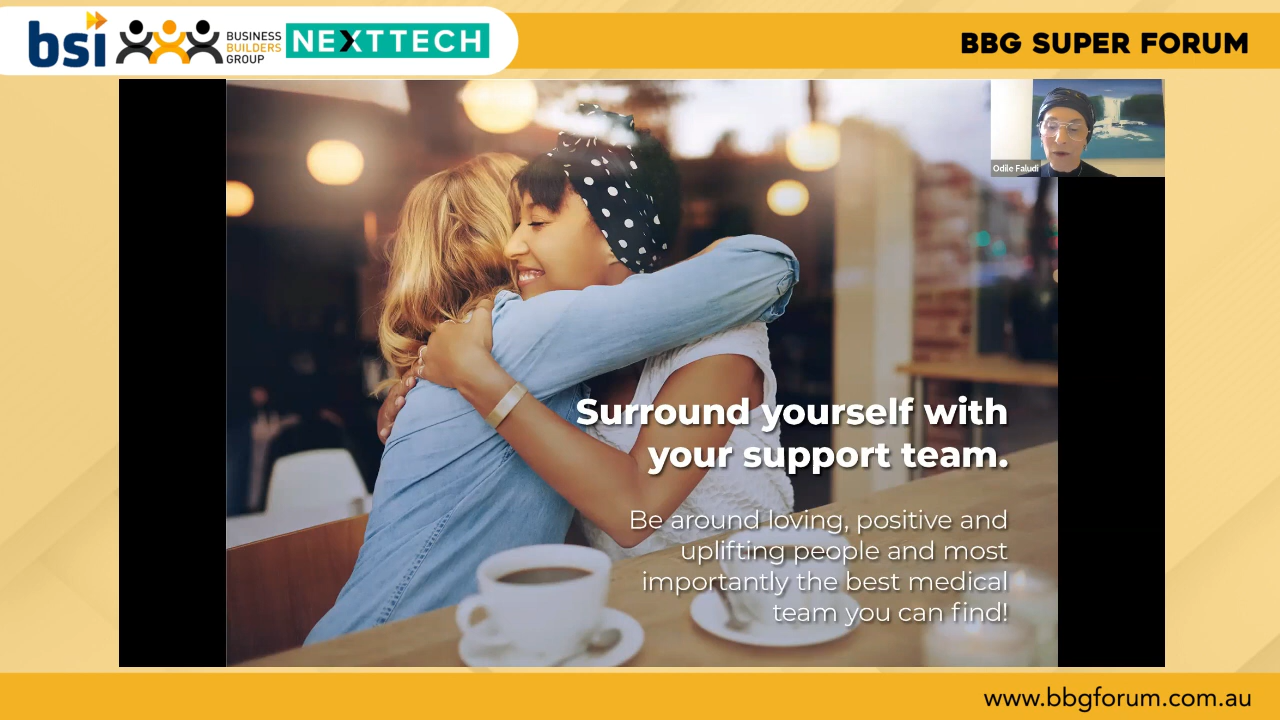 bsi
BUSINESS
BUILDERS
GROUP
NEXTTECH
BBG SUPER FORUM
Odile Faludi
Surround yourself with
your support team.
Be around loving, positive and
uplifting people and most
importantly the best medical
team you can find!
www.bbgforum.com.au